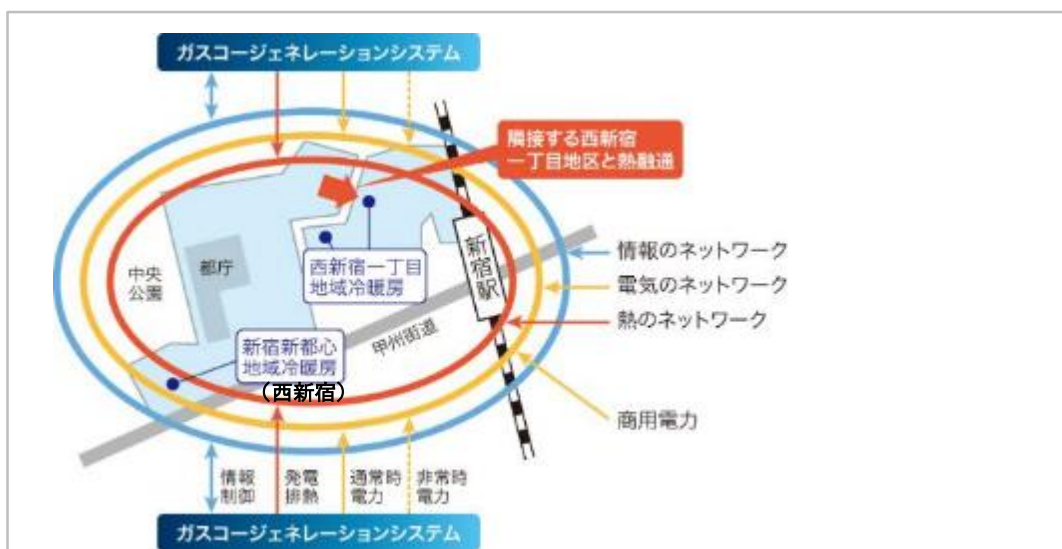 ガスコージェネレーションシステム
隣接する西新宿
一丁目地区と熱融通
情報のネットワーク
電気のネットワーク
熱のネットワーク
商用電力
新宿駅
都庁
中央
公園
西新宿一丁目
地域冷暖房
甲州街道
新宿新都心
地域冷暖房
(西新宿)
情報
制御
発電
排熱
通常時
電力
非常時
電力
ガスコージェネレーションシステム